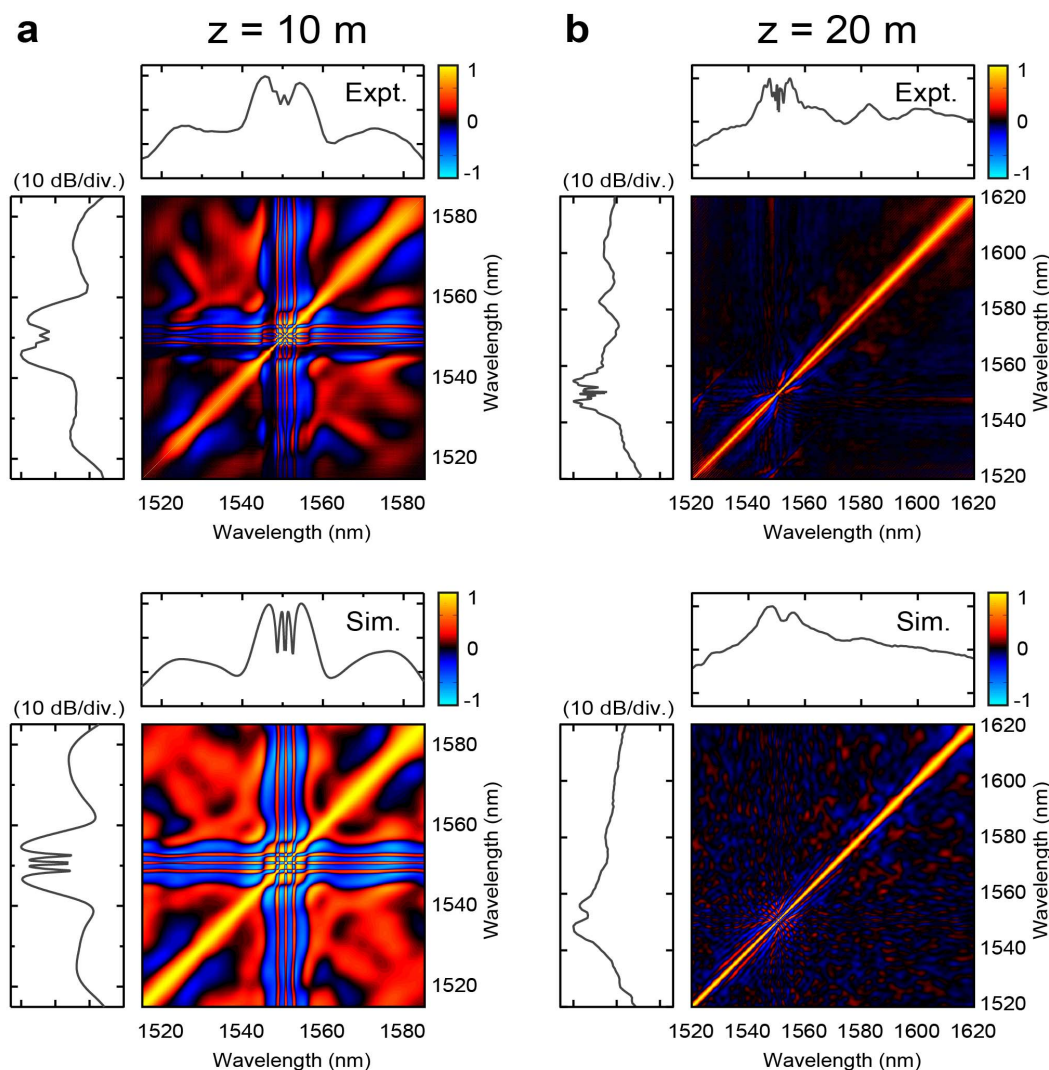 a
z = 10 m
Expt.
1
0
-1
(10 dB/div.)
1580
1560
1540
1520
Wavelength (nm)
1520 1540 1560 1580
Wavelength (nm)
Sim.
1
0
-1
(10 dB/div.)
1580
1560
1540
1520
Wavelength (nm)
1520 1540 1560 1580
Wavelength (nm)
b
z = 20 m
Expt.
1
0
-1
(10 dB/div.)
1620
1600
1580
1560
1540
1520
Wavelength (nm)
1520 1540 1560 1580 1600 1620
Wavelength (nm)
Sim.
1
0
-1
(10 dB/div.)
1620
1600
1580
1560
1540
1520
Wavelength (nm)
1520 1540 1560 1580 1600 1620
Wavelength (nm)